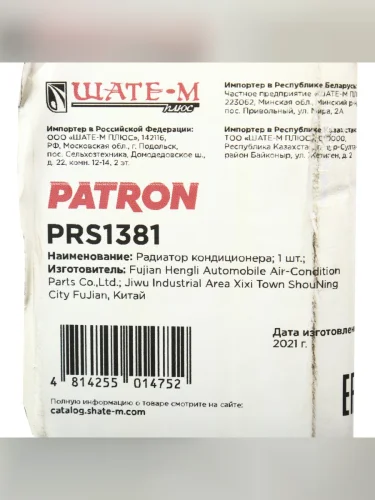 ШАТЕ-М
ПЛЮС
Импортер в Российской Федерации:
ООО «ШАТЕ-М ПЛЮС», 142116,
РФ, Московская обл., г. Подольск,
пос. Сельхозтехника, Домодедовское ш.,
д. 22, комн. 12-14, 2 эт.
Импортер в Республике Беларусь
Частное предприятие «ШАТЕ-М П
223062, Минская обл., Минский р-н
пос. Привольный, ул. Мира, 2А
Импортер в Республике Казахстан
ТОО «ШАТЕ-М ПЛЮС»,
Республика Казахстан,
район Байконыр, ул.
PATRON
PRS1381
Наименование: Радиатор кондиционера; 1 шт.;
Изготовитель: Fujian Hengli Automobile Air-Condition
Parts Co.,Ltd.; Jiwu Industrial Area Xixi Town ShouNing
City FuJian, Китай
Дата изготовлен
2021 г.
4 814255 014752
Полную информацию о товаре смотрите на сайте:
catalog.shate-m.com